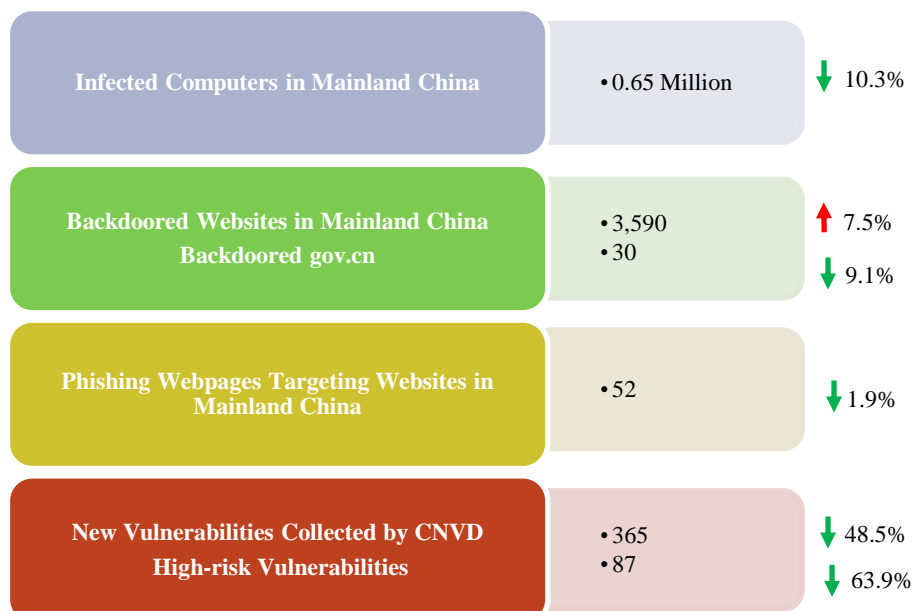 Infected Computers in Mainland China
• 0.65 Million
10.3%
Backdoored Websites in Mainland China
Backdoored gov.cn
• 3,590
• 30
7.5%
9.1%
Phishing Webpages Targeting Websites in
Mainland China
• 52
1.9%
New Vulnerabilities Collected by CNVD
High-risk Vulnerabilities
• 365
• 87
48.5%
63.9%